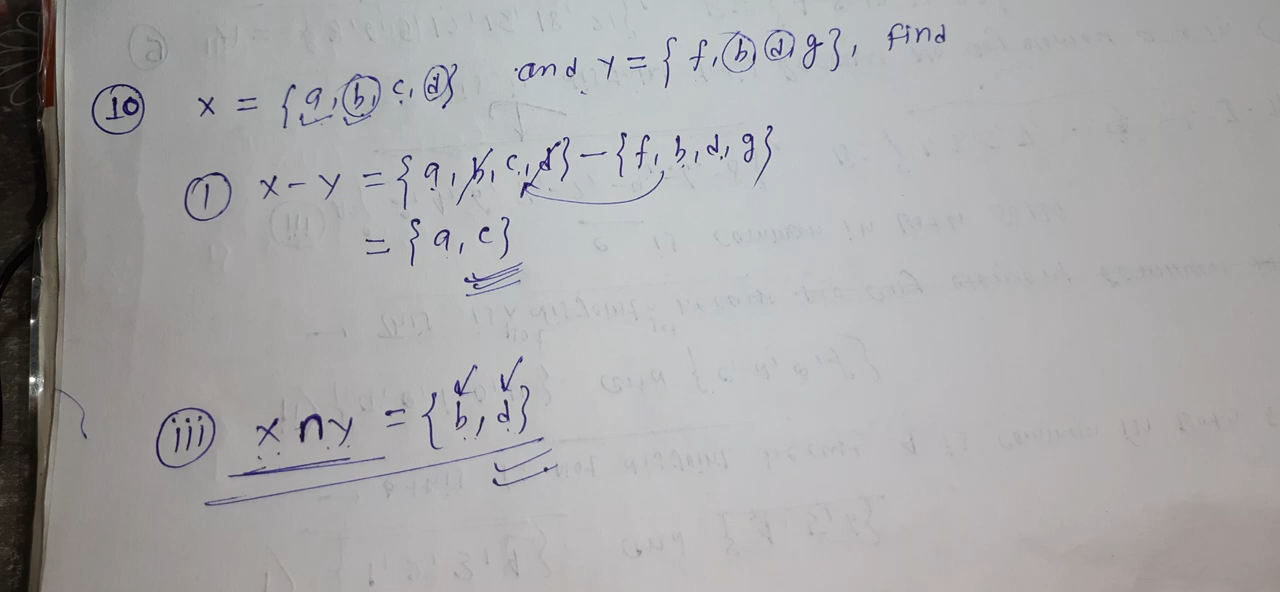 10 X = {a, b, c, d} and Y = {f, b, d, g}, find
i X - Y = {a, b, c, d} - {f, b, d, g}
= {a, c}
iii X ∩ Y = {b, d}